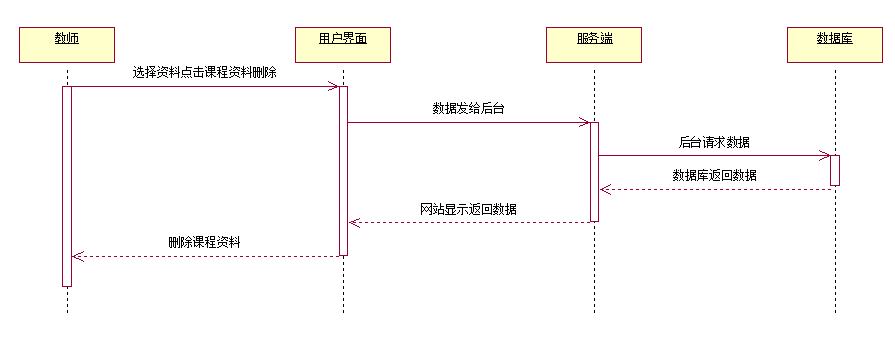 教师
用户界面
服务端
数据库
选择资料点击课程资料删除
数据发给后台
后台请求数据
数据库返回数据
网站显示返回数据
删除课程资料